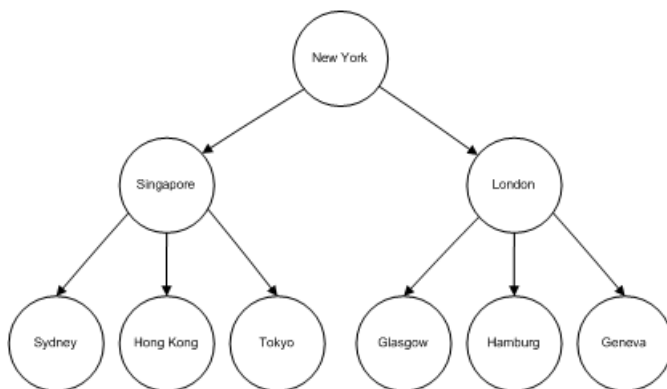 New York
Singapore
London
Sydney
Hong Kong
Tokyo
Glasgow
Hamburg
Geneva